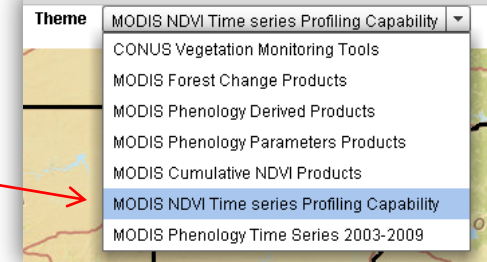 Theme MODIS NDVI Time series Profiling Capability
CONUS Vegetation Monitoring Tools
MODIS Forest Change Products
MODIS Phenology Derived Products
MODIS Phenology Parameters Products
MODIS Cumulative NDVI Products
MODIS NDVI Time series Profiling Capability
MODIS Phenology Time Series 2003-2009